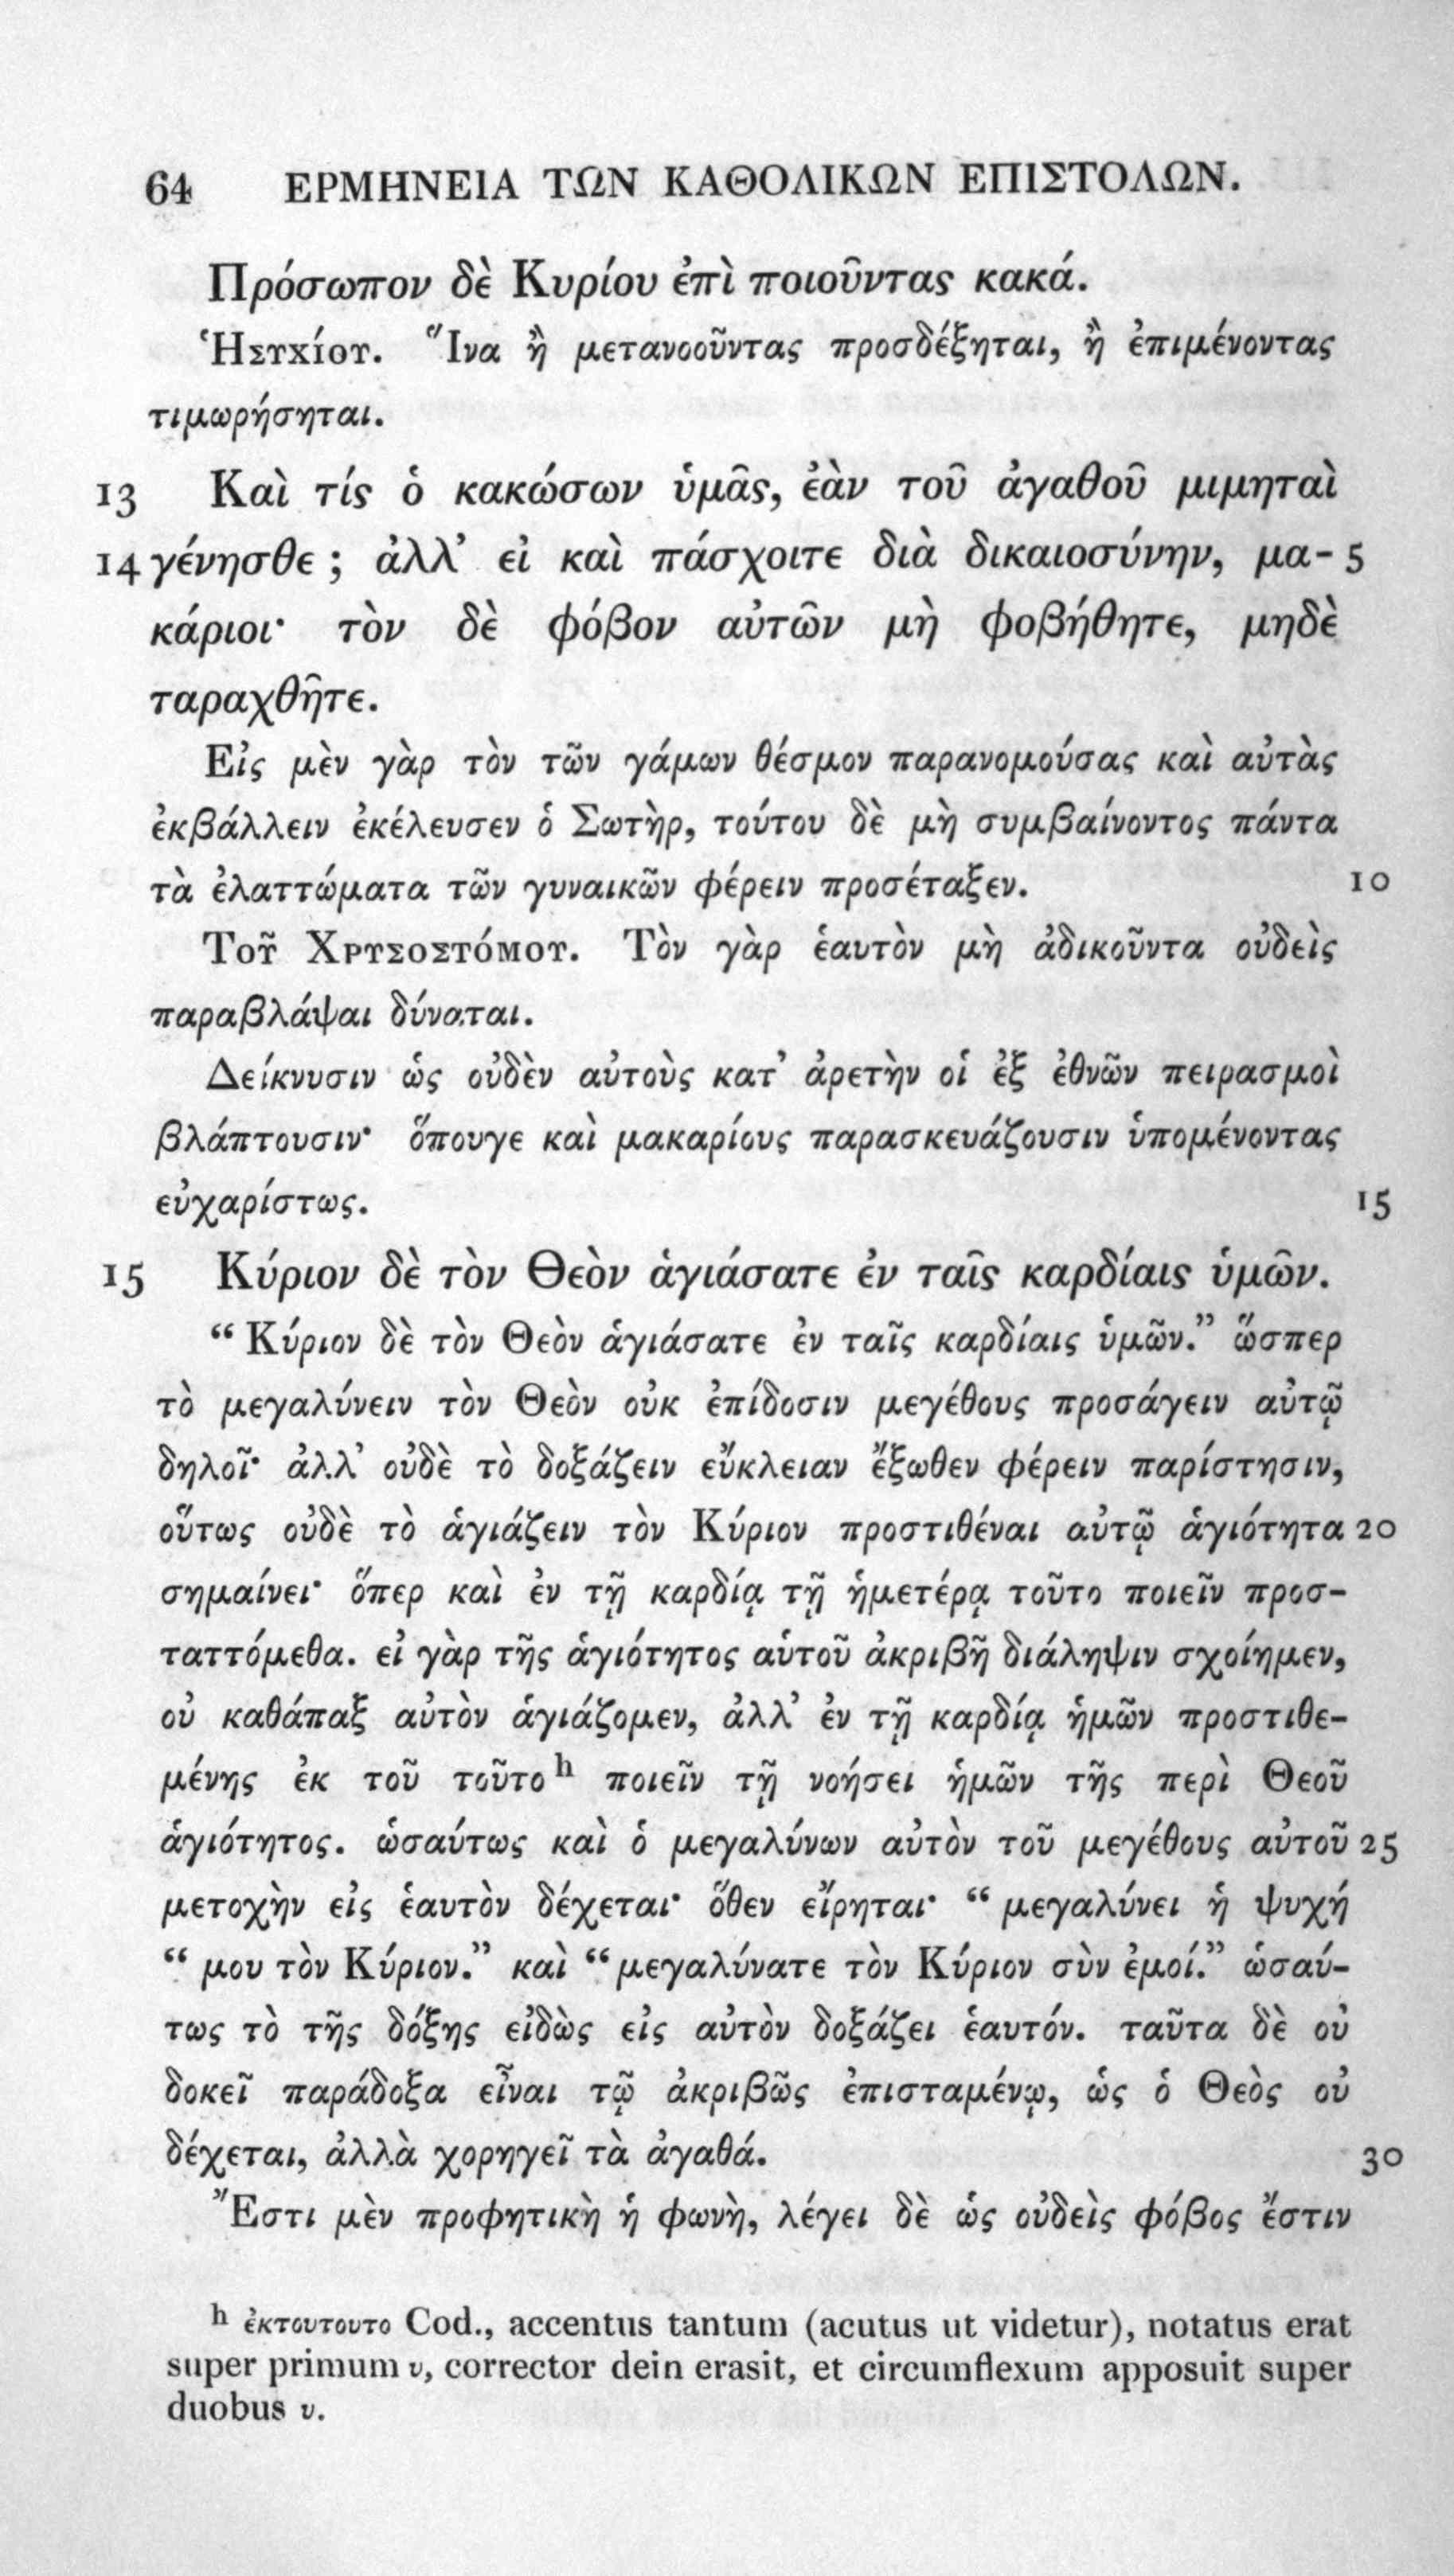 64 ΕΡΜΗΝΕΙΑ ΤΩΝ ΚΑΘΟΛΙΚΩΝ ΕΠΙΣΤΟΛΩΝ.
Πρόσωπον δὲ Κυρίου ἐπὶ ποιοῦντας κακά.
Ἡσυχίου. Ἵνα ἢ μετανοοῦντας προσδέξηται, ἢ ἐπιμένοντας
τιμωρήσηται.
13 Καὶ τίς ὁ κακώσων ὑμᾶς, ἐὰν τοῦ ἀγαθοῦ μιμηταὶ
14 γένησθε ; ἀλλ’ εἰ καὶ πάσχοιτε διὰ δικαιοσύνην, μα- 5
κάριοι· τὸν δὲ φόβον αὐτῶν μὴ φοβήθητε, μηδὲ
ταραχθῆτε.
Εἰς μὲν γὰρ τὸν τῶν γάμων θέσμον παρανομούσας καὶ αὐτὰς
ἐκβάλλειν ἐκέλευσεν ὁ Σωτὴρ, τούτου δὲ μὴ συμβαίνοντος πάντα
τὰ ἐλαττώματα τῶν γυναικῶν φέρειν προσέταξεν. 10
Τοῦ Χρυσοστόμου. Τὸν γὰρ ἑαυτὸν μὴ ἀδικοῦντα οὐδεὶς
παραβλάψαι δύναται.
Δείκνυσιν ὡς οὐδὲν αὐτοὺς κατ’ ἀρετὴν οἱ ἐξ ἐθνῶν πειρασμοὶ
βλάπτουσιν· ὅπουγε καὶ μακαρίους παρασκευάζουσιν ὑπομένοντας
εὐχαρίστως. 15
15 Κύριον δὲ τὸν Θεὸν ἁγιάσατε ἐν ταῖς καρδίαις ὑμῶν.
“ Κύριον δὲ τὸν Θεὸν ἁγιάσατε ἐν ταῖς καρδίαις ὑμῶν.” ὥσπερ
τὸ μεγαλύνειν τὸν Θεὸν οὐκ ἐπίδοσιν μεγέθους προσάγειν αὐτῷ
δηλοῖ· ἀλλ’ οὐδὲ τὸ δοξάζειν εὔκλειαν ἔξωθεν φέρειν παρίστησιν,
οὕτως οὐδὲ τὸ ἁγιάζειν τὸν Κύριον προστιθέναι αὐτῷ ἁγιότητα 20
σημαίνει· ὅπερ καὶ ἐν τῇ καρδίᾳ τῇ ἡμετέρᾳ τοῦτο ποιεῖν προσ-
ταττόμεθα. εἰ γὰρ τῆς ἁγιότητος αὑτοῦ ἀκριβῆ διάληψιν σχοίημεν,
οὐ καθάπαξ αὐτὸν ἁγιάζομεν, ἀλλ’ ἐν τῇ καρδίᾳ ἡμῶν προστιθε-
μένης ἐκ τοῦ τοῦτο h ποιεῖν τῇ νοήσει ἡμῶν τῆς περὶ Θεοῦ
ἁγιότητος. ὡσαύτως καὶ ὁ μεγαλύνων αὐτὸν τοῦ μεγέθους αὐτοῦ 25
μετοχὴν εἰς ἑαυτὸν δέχεται· ὅθεν εἴρηται· “ μεγαλύνει ἡ ψυχή
“ μου τὸν Κύριον.” καὶ “ μεγαλύνατε τὸν Κύριον σὺν ἐμοί.” ὡσαύ-
τως τὸ τῆς δόξης εἰδὼς εἰς αὐτὸν δοξάζει ἑαυτόν. ταῦτα δὲ οὐ
δοκεῖ παράδοξα εἶναι τῷ ἀκριβῶς ἐπισταμένῳ, ὡς ὁ Θεὸς οὐ
δέχεται, ἀλλὰ χορηγεῖ τὰ ἀγαθά. 30
Ἔστι μὲν προφητικὴ ἡ φωνὴ, λέγει δὲ ὡς οὐδεὶς φόβος ἔστιν
h ἐκτουτουτο Cod., accentus tantum (acutus ut videtur), notatus erat
super primum υ, corrector dein erasit, et circumflexum apposuit super
duobus υ.